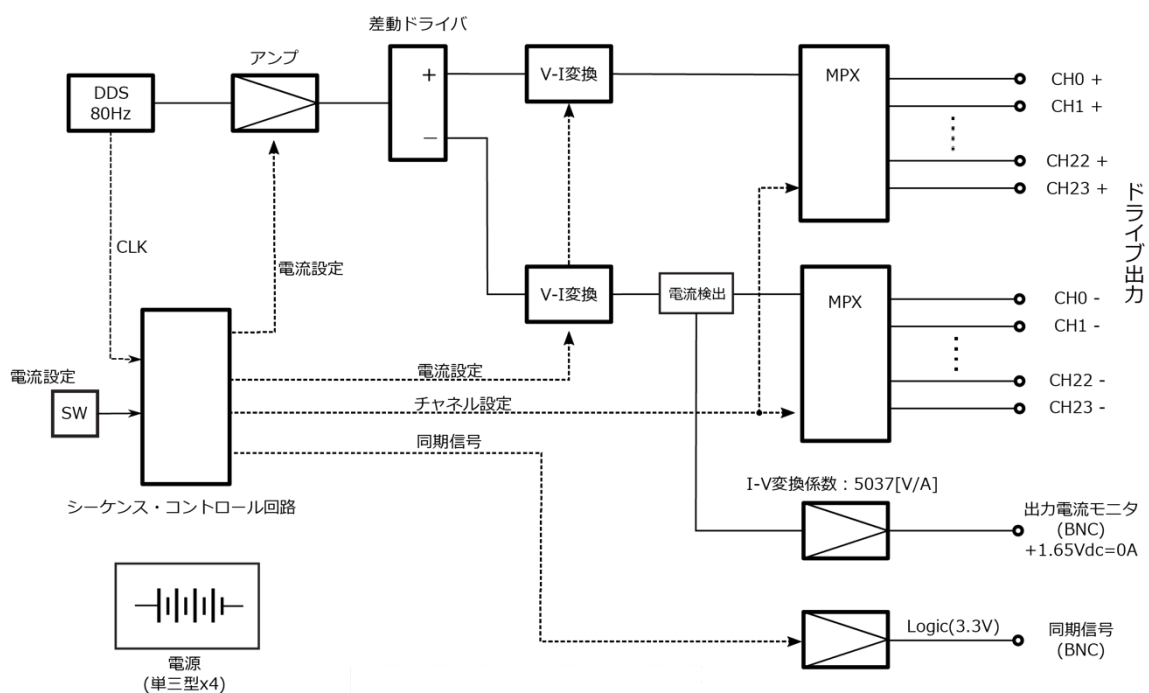 差動ドライバ
アンプ
DDS
80Hz
+
−
V-I変換
MPX
CH0 +
CH1 +
CH22 +
CH23 +
ドライブ出力
CLK
電流設定
V-I変換
電流検出
MPX
CH0 -
CH1 -
CH22 -
CH23 -
電流設定
SW
電流設定
チャネル設定
同期信号
シーケンス・コントロール回路
I-V変換係数：5037[V/A]
出力電流モニタ
(BNC)
+1.65Vdc=0A
Logic(3.3V)
同期信号
(BNC)
電源
(単三型x4)